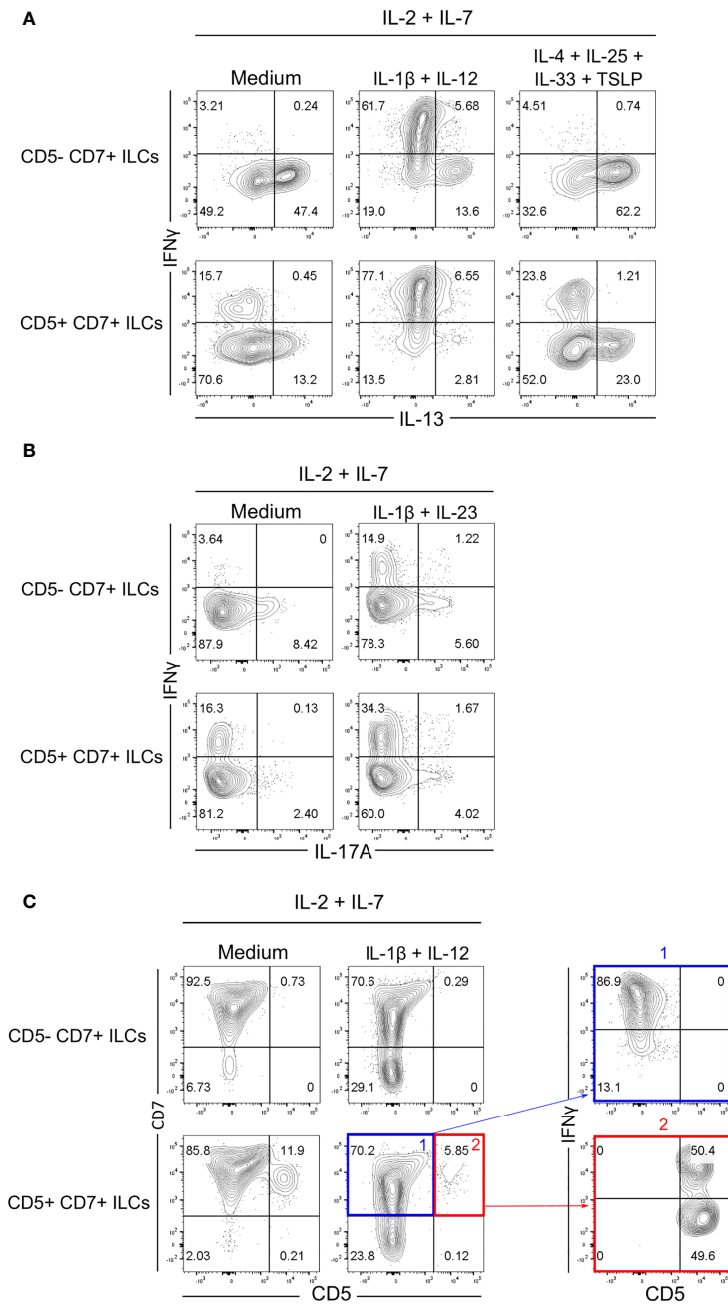 A
IL-2 + IL-7
Medium
IL-1β + IL-12
IL-4 + IL-25 +
IL-33 + TSLP
CD5- CD7+ ILCs
3.21 0.24
49.2 47.4
61.7 5.68
19.0 13.6
4.51 0.74
32.6 62.2
CD5+ CD7+ ILCs
15.7 0.45
70.6 13.2
77.1 6.55
13.5 2.81
23.8 1.21
52.0 23.0
IFNγ
IL-13
B
IL-2 + IL-7
Medium
IL-1β + IL-23
CD5- CD7+ ILCs
3.64 0
87.9 8.42
14.9 1.22
78.3 5.60
CD5+ CD7+ ILCs
16.3 0.13
81.2 2.40
34.3 1.67
60.0 4.02
IFNγ
IL-17A
C
IL-2 + IL-7
Medium
IL-1β + IL-12
CD5- CD7+ ILCs
92.5 0.73
6.73 0
0.29
29.1 0
1
86.9 0
13.1 0
CD5+ CD7+ ILCs
85.8 11.9
2.03 0.21
70.2 1 5.85 2
23.8 0.12
2
0 50.4
0 49.6
CD7
CD5
IFNγ
CD5